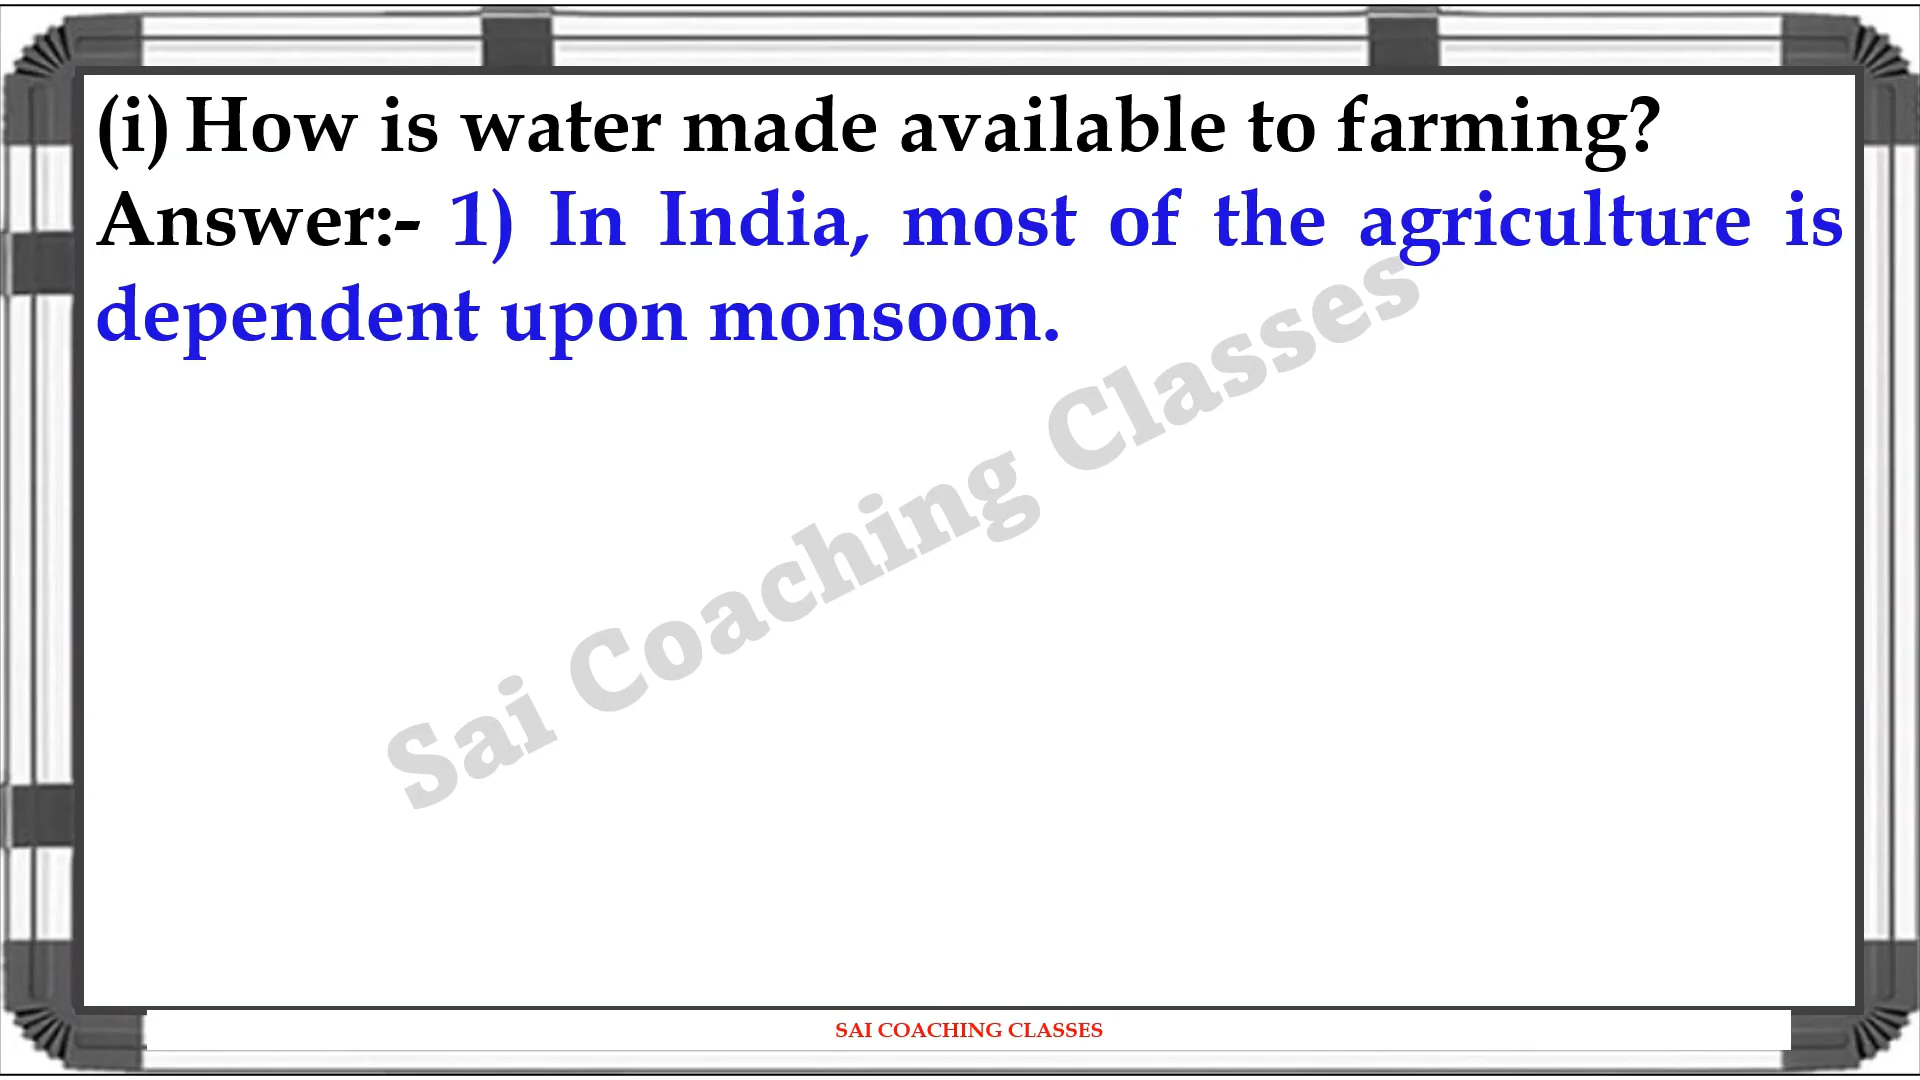 (i) How is water made available to farming?
Answer:- 1) In India, most of the agriculture is
dependent upon monsoon.
Sai Coaching Classes
SAI COACHING CLASSES